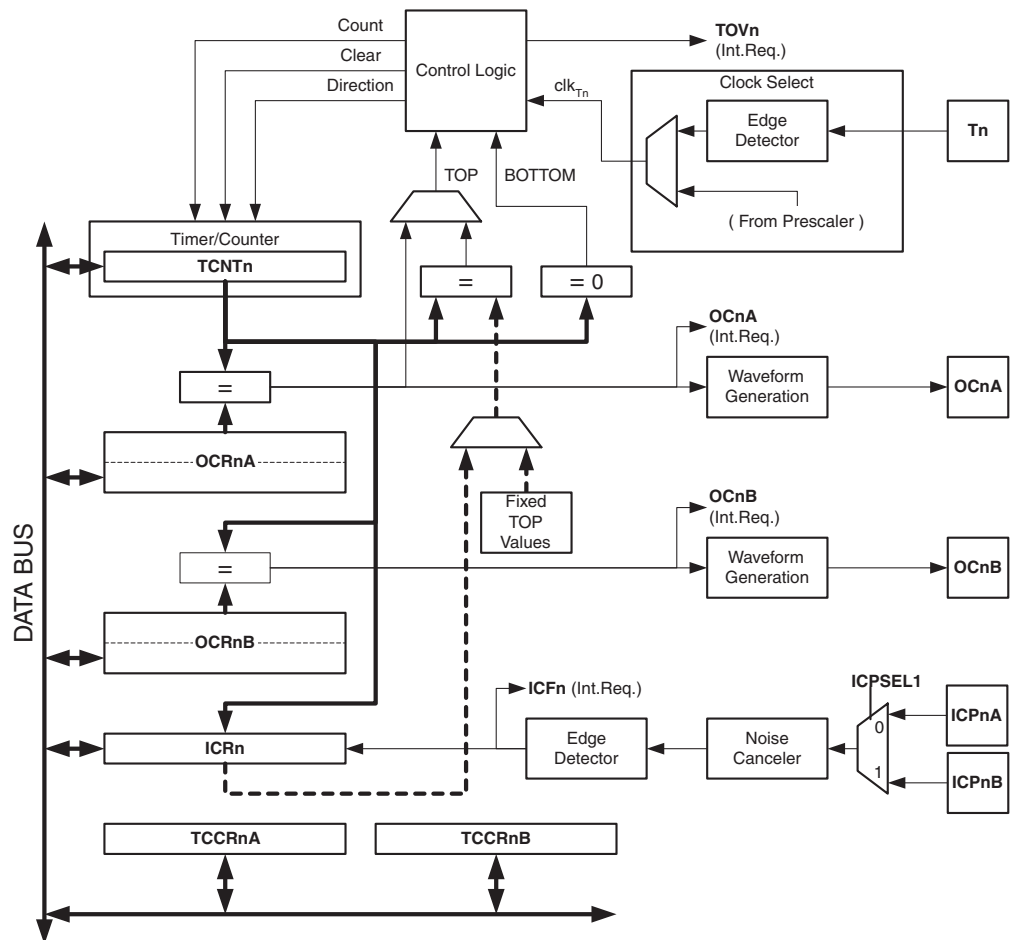 Count
Clear
Direction
Control Logic
TOVn
(Int.Req.)
clkTn
Clock Select
Edge
Detector
Tn
( From Prescaler )
TOP
BOTTOM
Timer/Counter
TCNTn
=
= 0
=
OCRnA
OCnA
(Int.Req.)
Waveform
Generation
OCnA
Fixed
TOP
Values
=
OCRnB
OCnB
(Int.Req.)
Waveform
Generation
OCnB
DATA BUS
ICFn (Int.Req.)
ICRn
Edge
Detector
Noise
Canceler
ICPSEL1
0
1
ICPnA
ICPnB
TCCRnA
TCCRnB